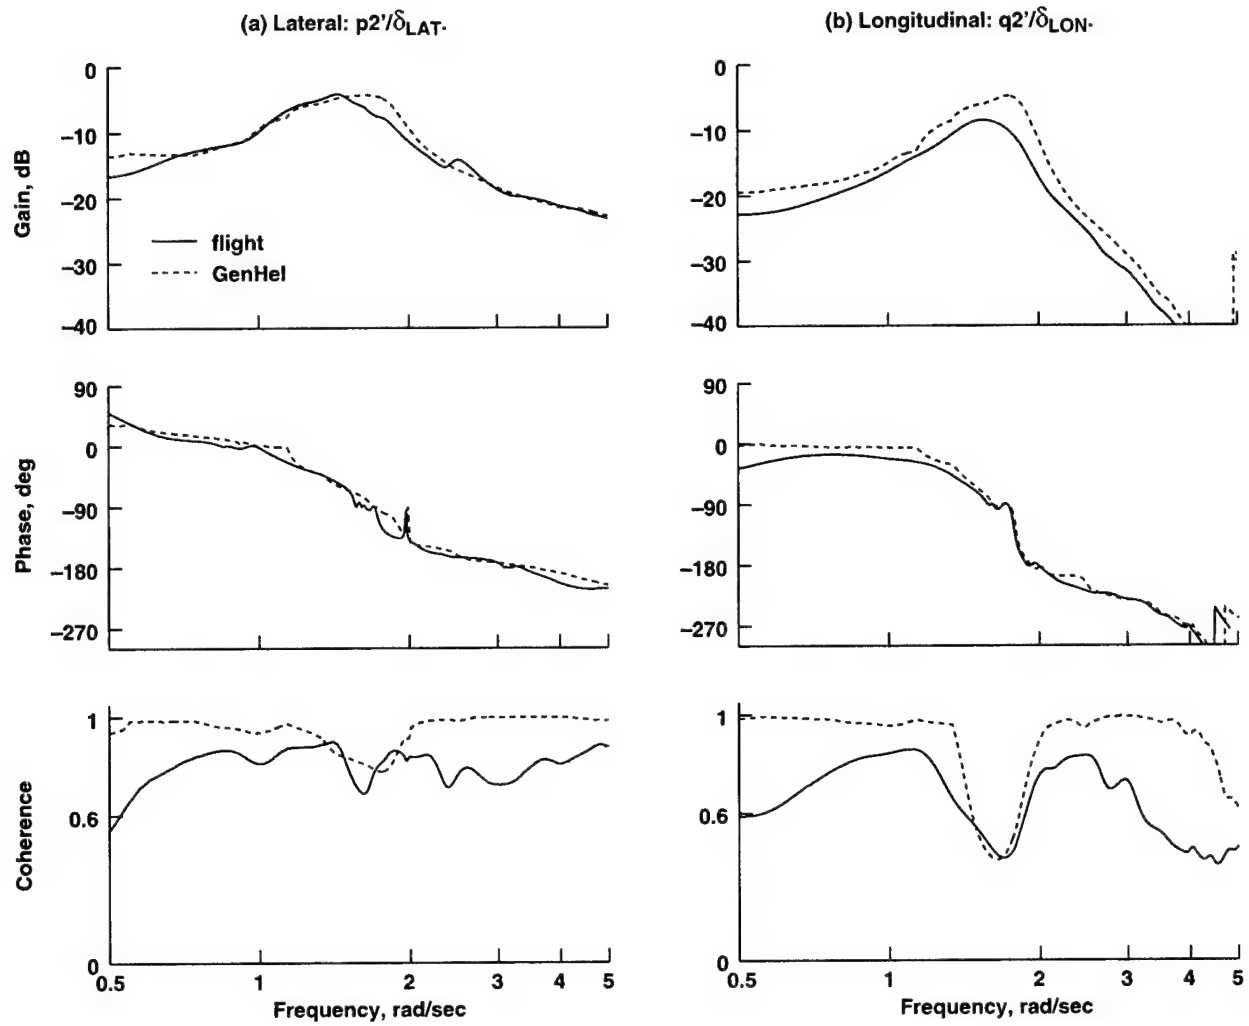 (a) Lateral: p2'/δLAT.
(b) Longitudinal: q2'/δLON.
Gain, dB
0
–10
–20
–30
–40
flight
GenHel
0
–10
–20
–30
–40
Phase, deg
90
0
–90
–180
–270
90
0
–90
–180
–270
Coherence
1
0.6
0
0.5 1 2 3 4 5
Frequency, rad/sec
1
0.6
0
0.5 1 2 3 4 5
Frequency, rad/sec